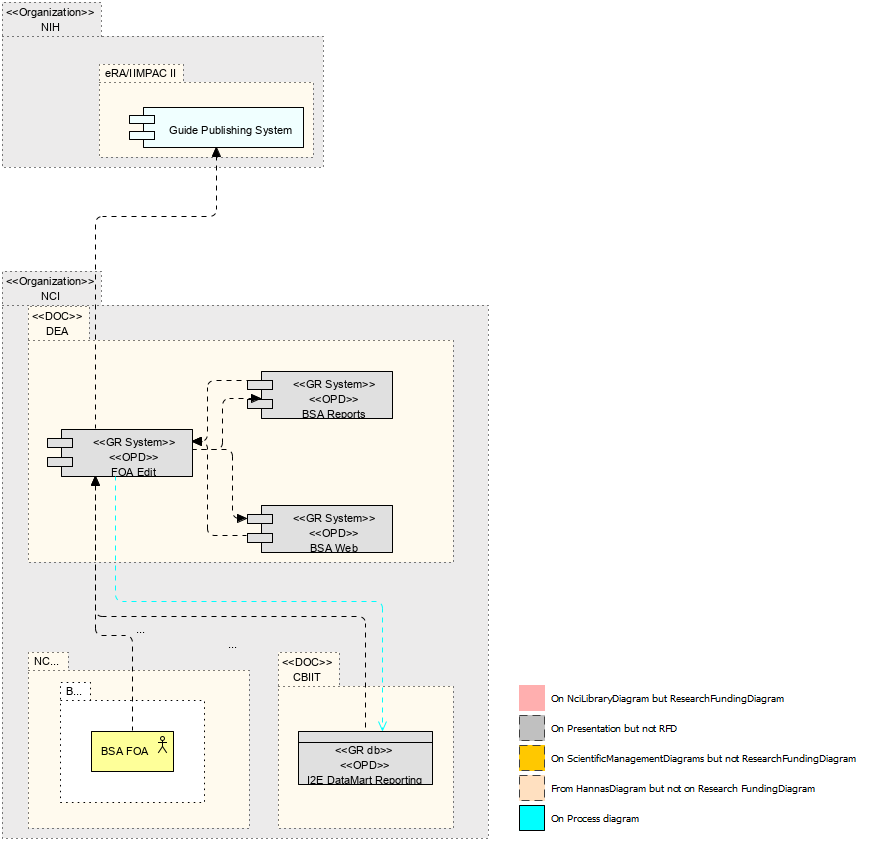 <<Organization>>
NIH
eRA/IIMPAC II
Guide Publishing System
<<Organization>>
NCI
<<DOC>>
DEA
<<GR System>>
<<OPD>>
BSA Reports
<<GR System>>
<<OPD>>
FOA Edit
<<GR System>>
<<OPD>>
BSA Web
...
...
NC...
B...
BSA FOA
<<DOC>>
CBIIT
<<GR db>>
<<OPD>>
I2E DataMart Reporting
On NciLibraryDiagram but ResearchFundingDiagram
On Presentation but not RFD
On ScientificManagementDiagrams but not ResearchFundingDiagram
From HannasDiagram but not on Research FundingDiagram
On Process diagram